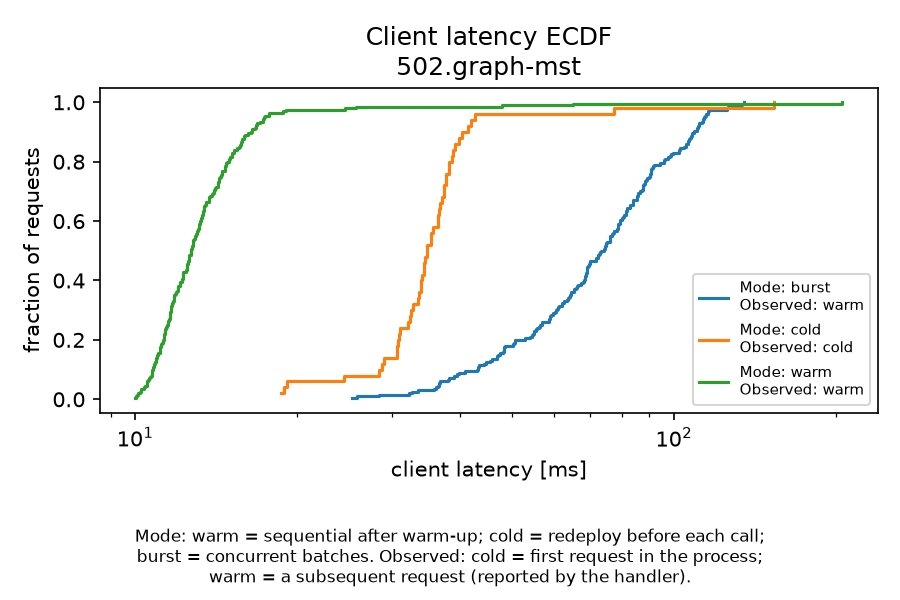 Client latency ECDF
502.graph-mst
fraction of requests
1.0
0.8
0.6
0.4
0.2
0.0
Mode: burst
Observed: warm
Mode: cold
Observed: cold
Mode: warm
Observed: warm
10¹
10²
client latency [ms]
Mode: warm = sequential after warm-up; cold = redeploy before each call;
burst = concurrent batches. Observed: cold = first request in the process;
warm = a subsequent request (reported by the handler).